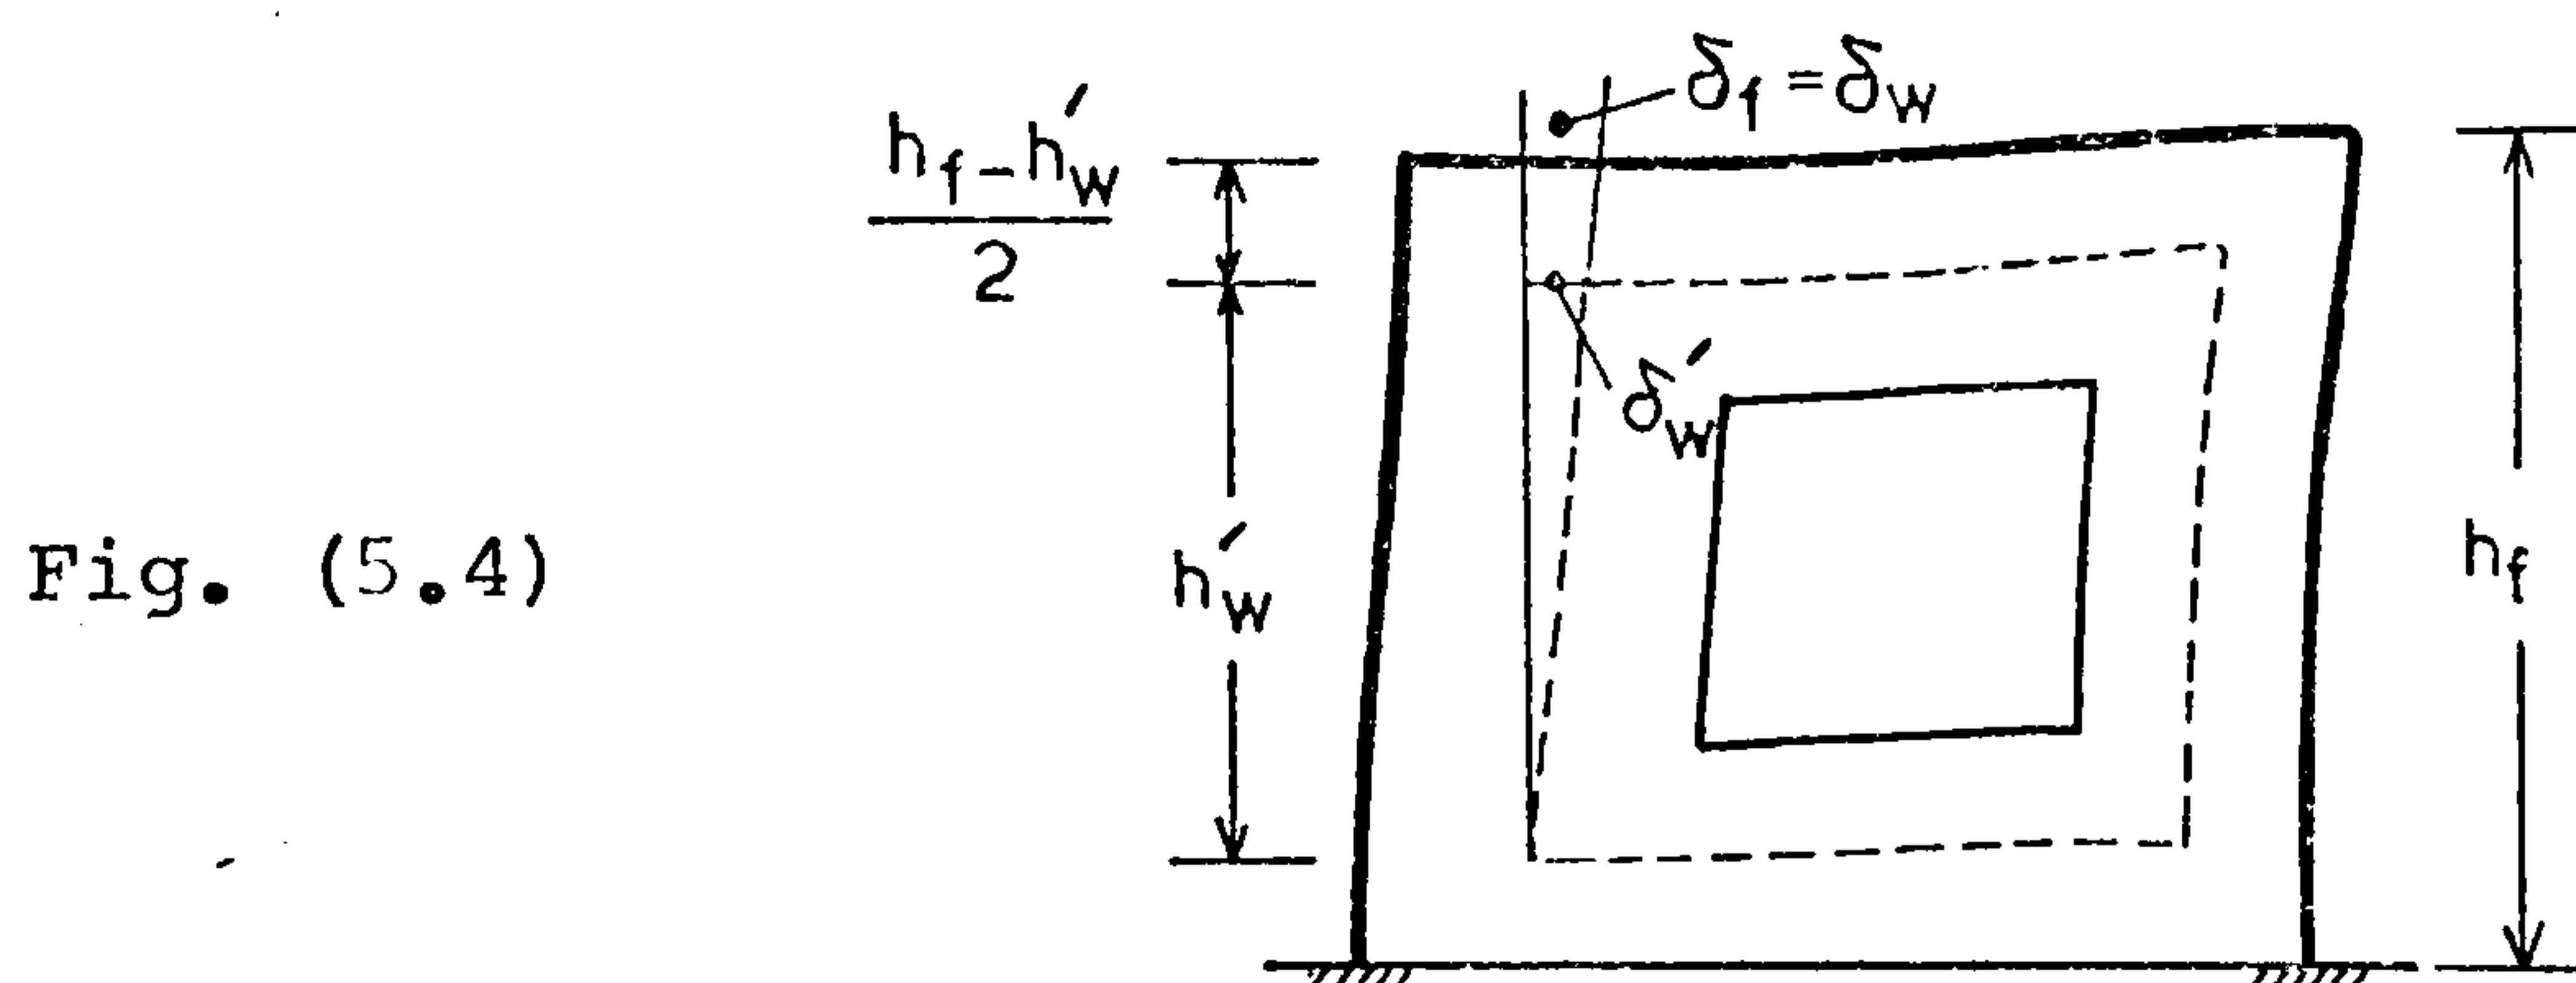 δf = δw
hf - h'w
2
δ'w
h'w
hf
Fig. (5.4)